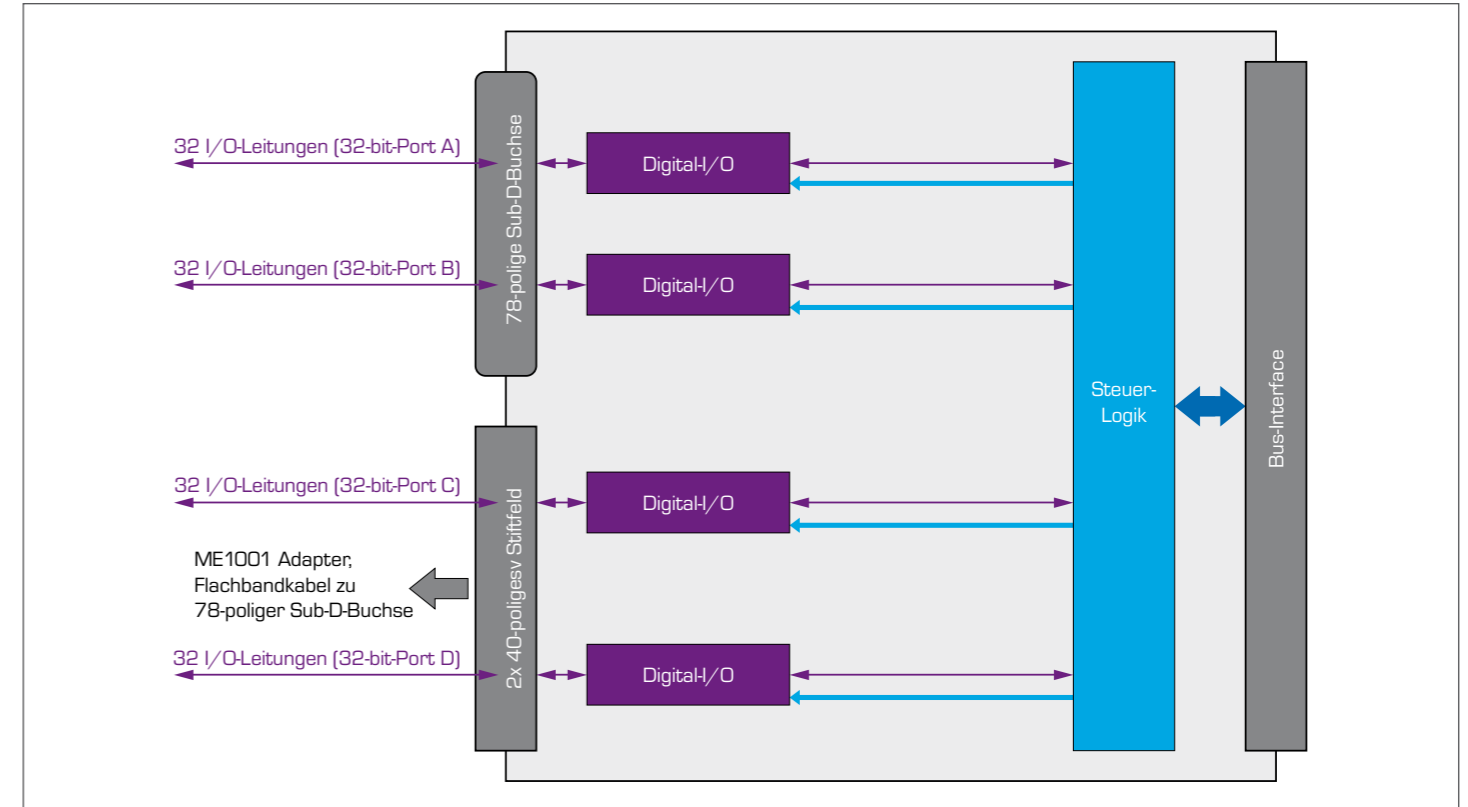 32 I/O-Leitungen (32-bit-Port A)
78-polige Sub-D-Buchse
Digital-I/O
32 I/O-Leitungen (32-bit-Port B)
Digital-I/O
Steuer-
Logik
Bus-Interface
32 I/O-Leitungen (32-bit-Port C)
2x 40-poligesv Stiftfeld
Digital-I/O
ME1001 Adapter,
Flachbandkabel zu
78-poliger Sub-D-Buchse
32 I/O-Leitungen (32-bit-Port D)
Digital-I/O